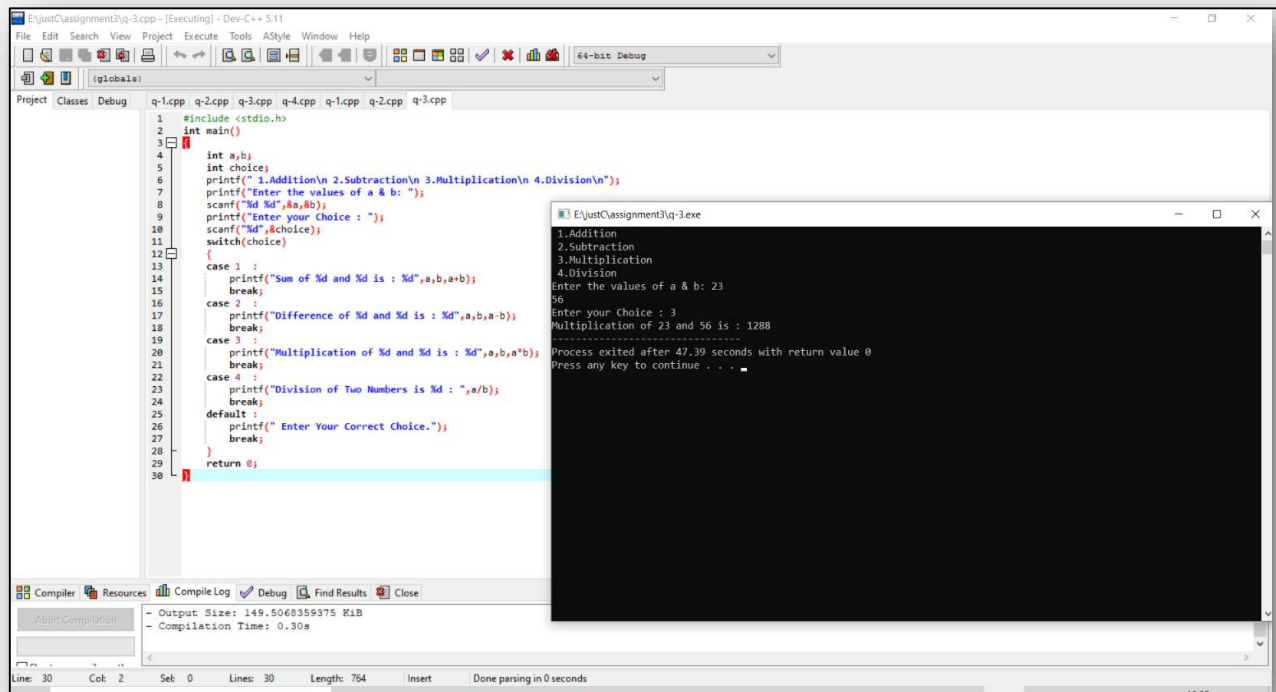 E:\justC\assignment3\q-3.cpp - [Executing] - Dev-C++ 5.11
File Edit Search View Project Execute Tools AStyle Window Help
64-bit Debug
(globals)
Project Classes Debug
q-1.cpp q-2.cpp q-3.cpp q-4.cpp q-1.cpp q-2.cpp q-3.cpp
1 #include <stdio.h>
2 int main()
3 {
4 int a,b;
5 int choice;
6 printf(" 1.Addition\n 2.Subtraction\n 3.Multiplication\n 4.Division\n");
7 printf("Enter the values of a & b: ");
8 scanf("%d %d",&a,&b);
9 printf("Enter your Choice : ");
10 scanf("%d",&choice);
11 switch(choice)
12 {
13 case 1 :
14 printf("Sum of %d and %d is : %d",a,b,a+b);
15 break;
16 case 2 :
17 printf("Difference of %d and %d is : %d",a,b,a-b);
18 break;
19 case 3 :
20 printf("Multiplication of %d and %d is : %d",a,b,a*b);
21 break;
22 case 4 :
23 printf("Division of Two Numbers is %d : ",a/b);
24 break;
25 default :
26 printf(" Enter Your Correct Choice.");
27 break;
28 }
29 return 0;
30 }
E:\justC\assignment3\q-3.exe
1.Addition
2.Subtraction
3.Multiplication
4.Division
Enter the values of a & b: 23
56
Enter your Choice : 3
Multiplication of 23 and 56 is : 1288
--------------------------------
Process exited after 47.39 seconds with return value 0
Press any key to continue . . .
Compiler Resources Compile Log Debug Find Results Close
Abort Compilation
- Output Size: 149.5068359375 KiB
- Compilation Time: 0.30s
Line: 30 Col: 2 Sel: 0 Lines: 30 Length: 764 Insert Done parsing in 0 seconds